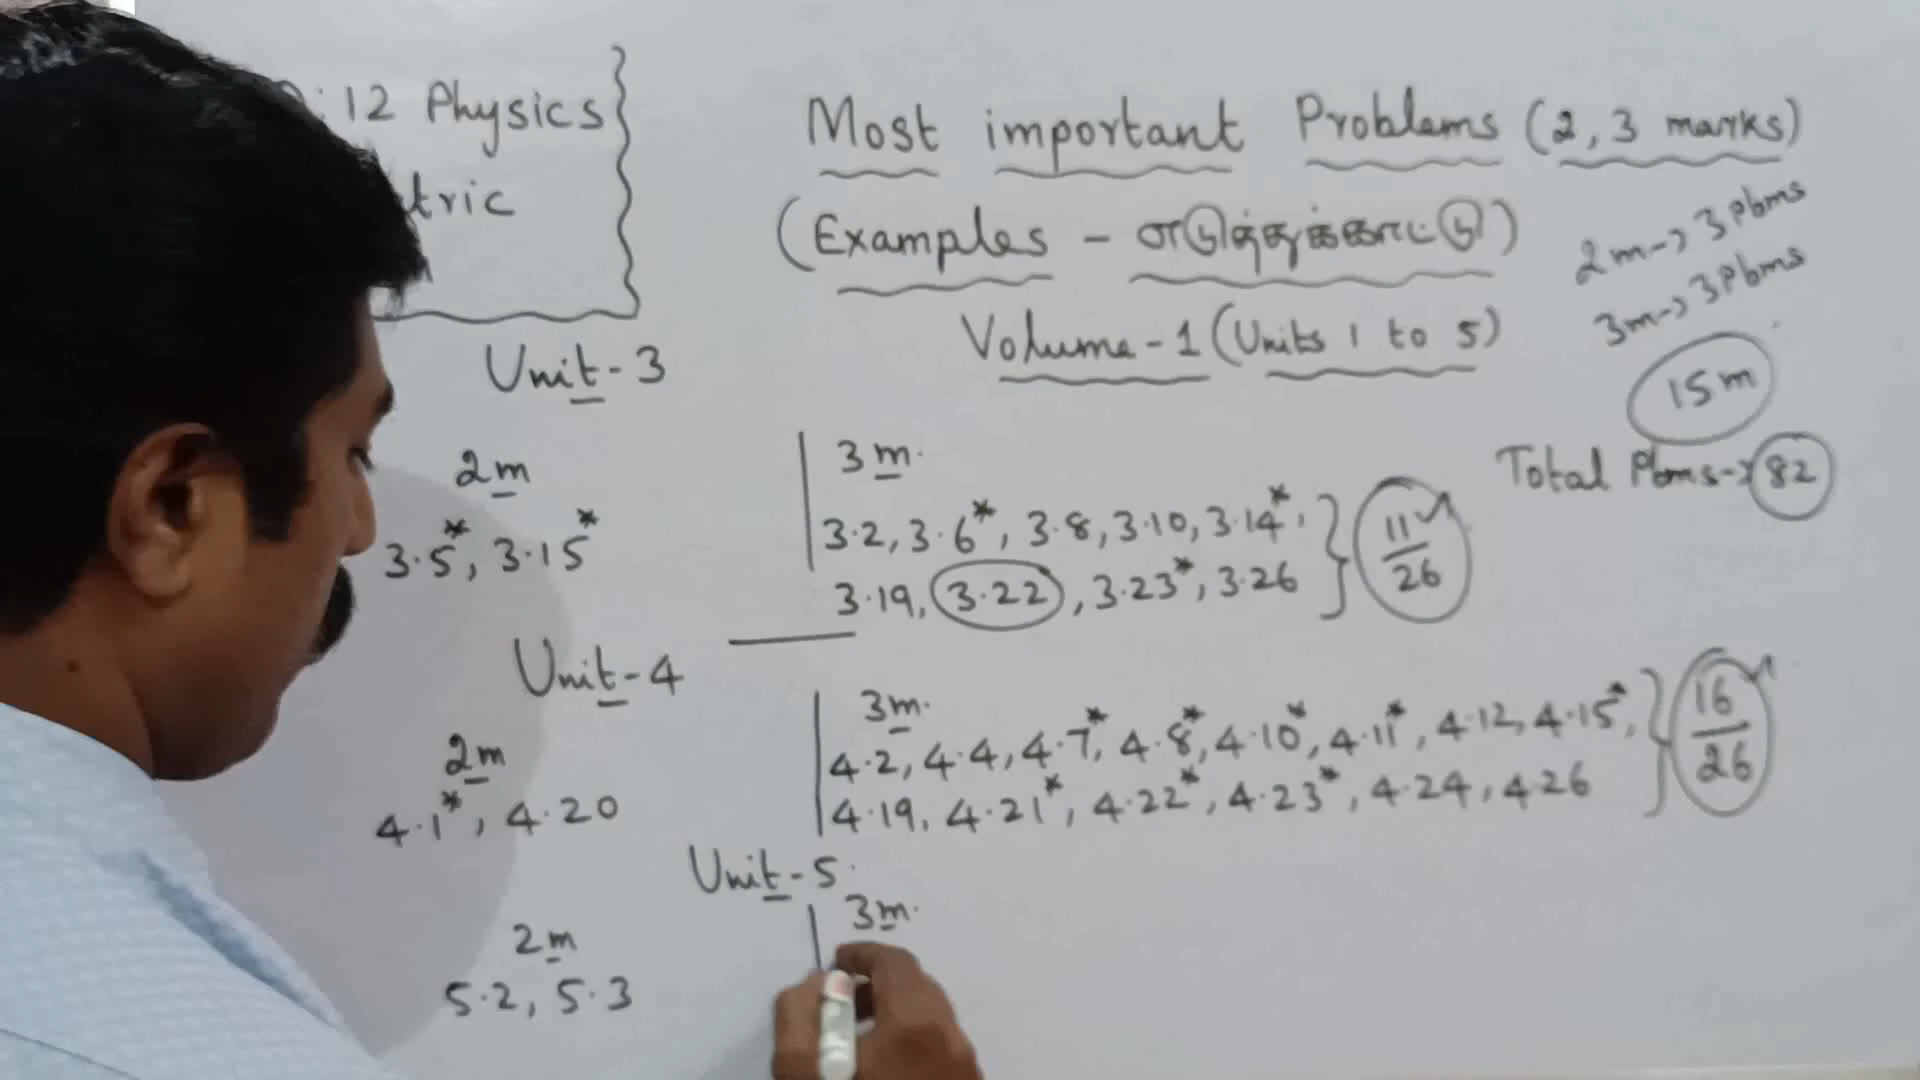 : 12 Physics
tric
Most important Problems (2, 3 marks)
(Examples - எடுத்துக்காட்டு)
Volume-1 (Units 1 to 5)
2m → 3 Pbms
3m → 3 Pbms
15m
Total Pbms → 82
Unit-3
2m
3.5*, 3.15*
3m.
3.2, 3.6*, 3.8, 3.10, 3.14*,
3.19, 3.22, 3.23*, 3.26
11/26
Unit-4
2m
4.1*, 4.20
3m.
4.2, 4.4, 4.7*, 4.8*, 4.10*, 4.11*, 4.12, 4.15*,
4.19, 4.21*, 4.22*, 4.23*, 4.24, 4.26
16/26
Unit-5.
2m
5.2, 5.3
3m.